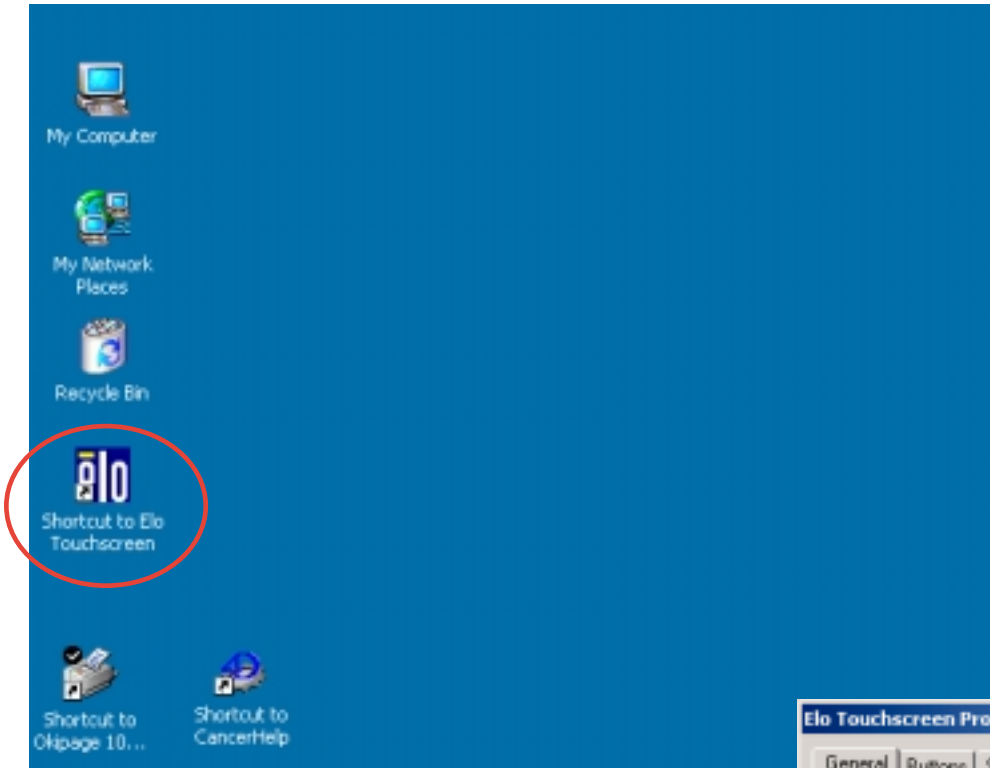 My Computer
My Network
Places
Recycle Bin
elo
Shortcut to Elo
Touchscreen
Shortcut to
Okipage 10...
Shortcut to
CancerHelp
Elo Touchscreen Pro
General Buttons